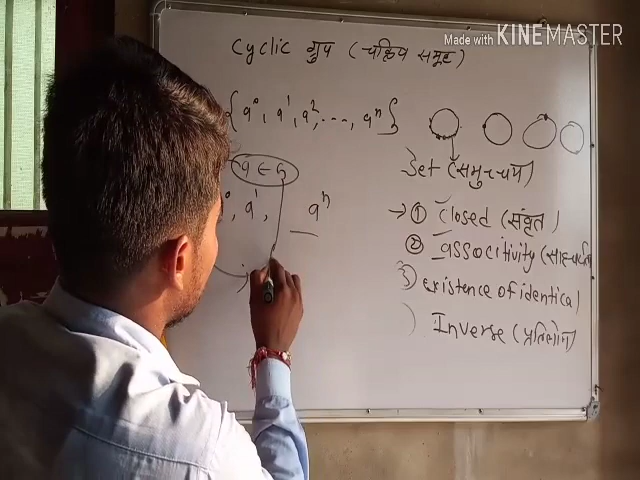 Made with KINEMASTER
Cyclic ग्रुप (चक्रिय समूह)
{a⁰, a¹, a², ..., aⁿ}
Set (समुच्चय)
a ∈ G
→ ① Closed (संवृत)
, a¹, aⁿ
② associtivity (साहचर्य
③ existence of identical
) Inverse (प्रतिलोम)